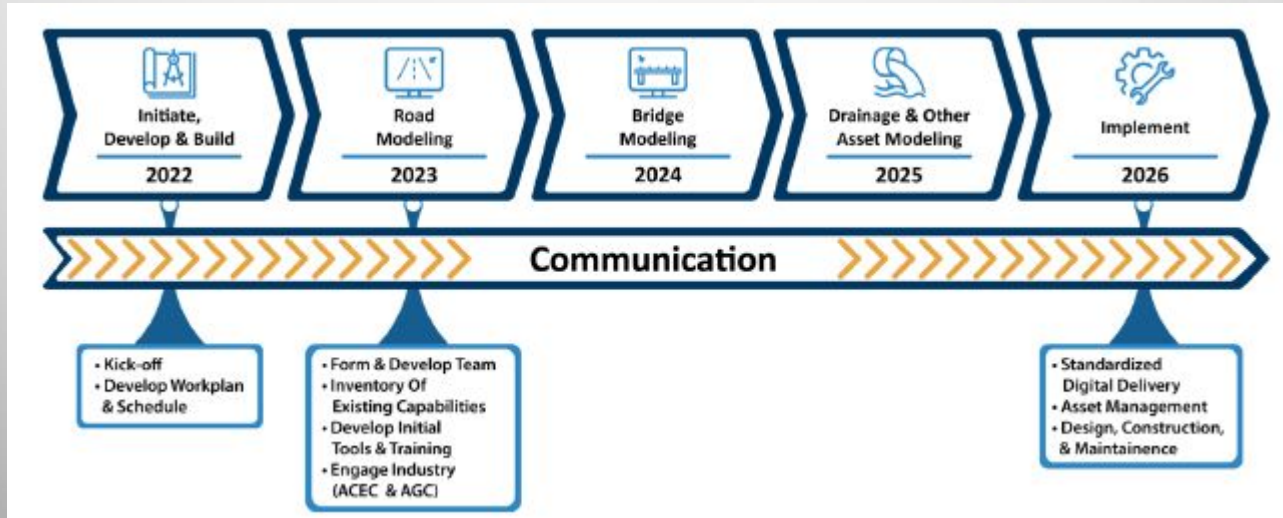 Initiate,
Develop & Build
2022
Road
Modeling
2023
Bridge
Modeling
2024
Drainage & Other
Asset Modeling
2025
Implement
2026
Communication
• Kick-off
• Develop Workplan
& Schedule
• Form & Develop Team
• Inventory Of
Existing Capabilities
• Develop Initial
Tools & Training
• Engage Industry
(ACEC & AGC)
• Standardized
Digital Delivery
• Asset Management
• Design, Construction,
& Maintainence